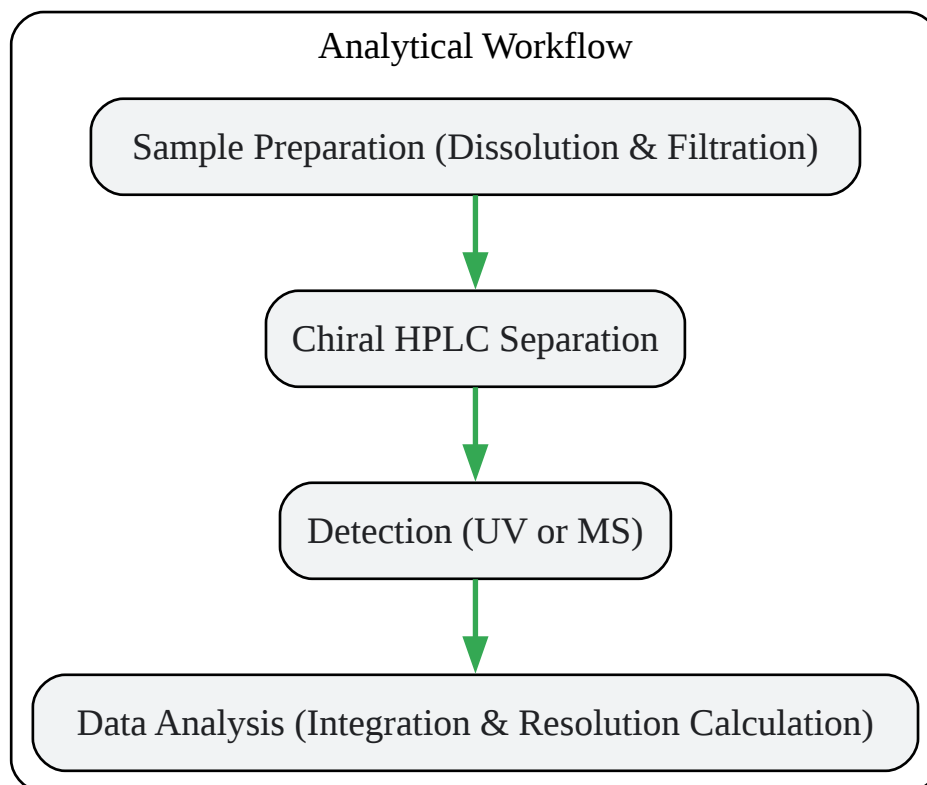 Analytical Workflow
Sample Preparation (Dissolution & Filtration)
Chiral HPLC Separation
Detection (UV or MS)
Data Analysis (Integration & Resolution Calculation)